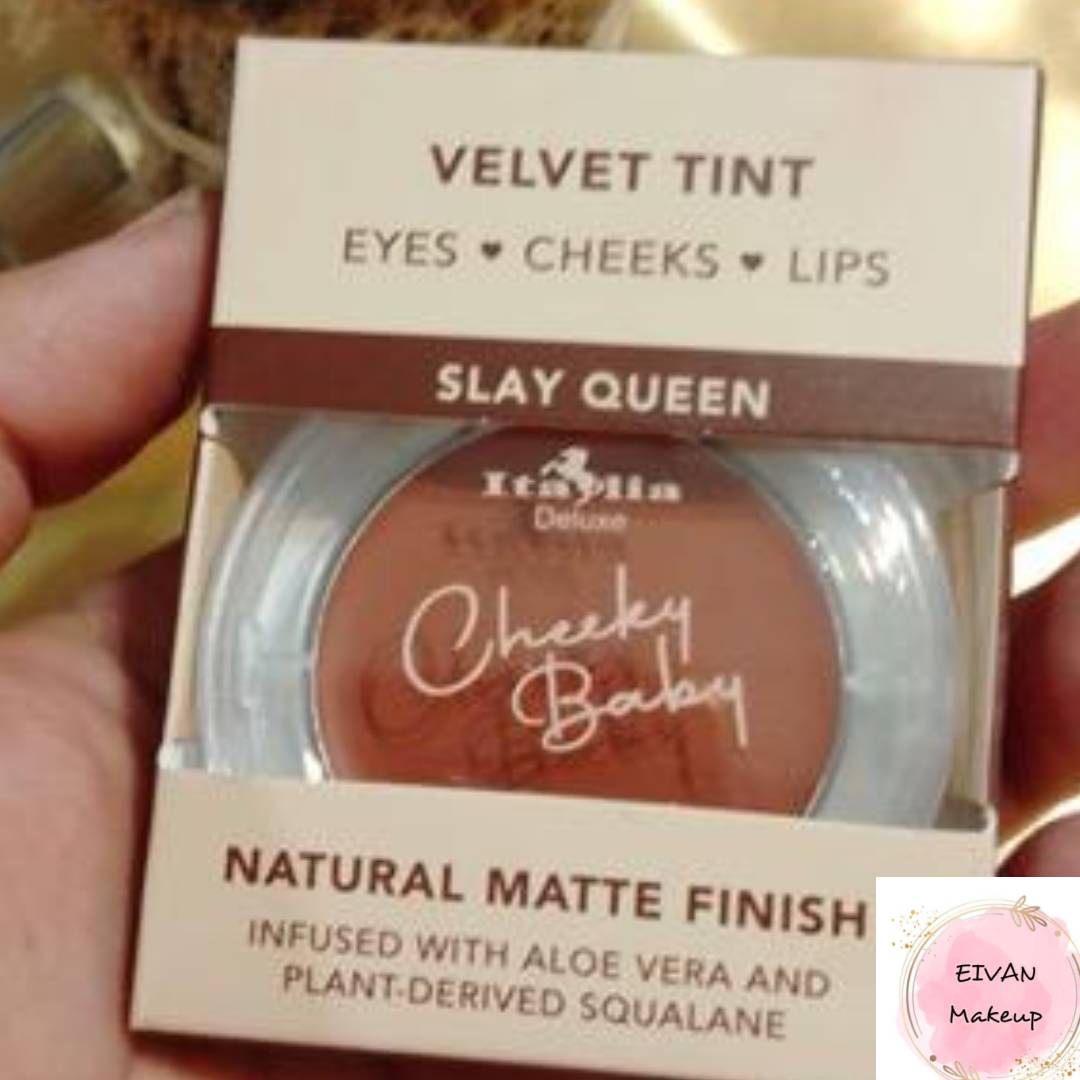 VELVET TINT
EYES ♥ CHEEKS ♥ LIPS
SLAY QUEEN
Italia
Deluxe
Cheeky
Baby
NATURAL MATTE FINISH
INFUSED WITH ALOE VERA AND
PLANT-DERIVED SQUALANE
EIVAN
Makeup